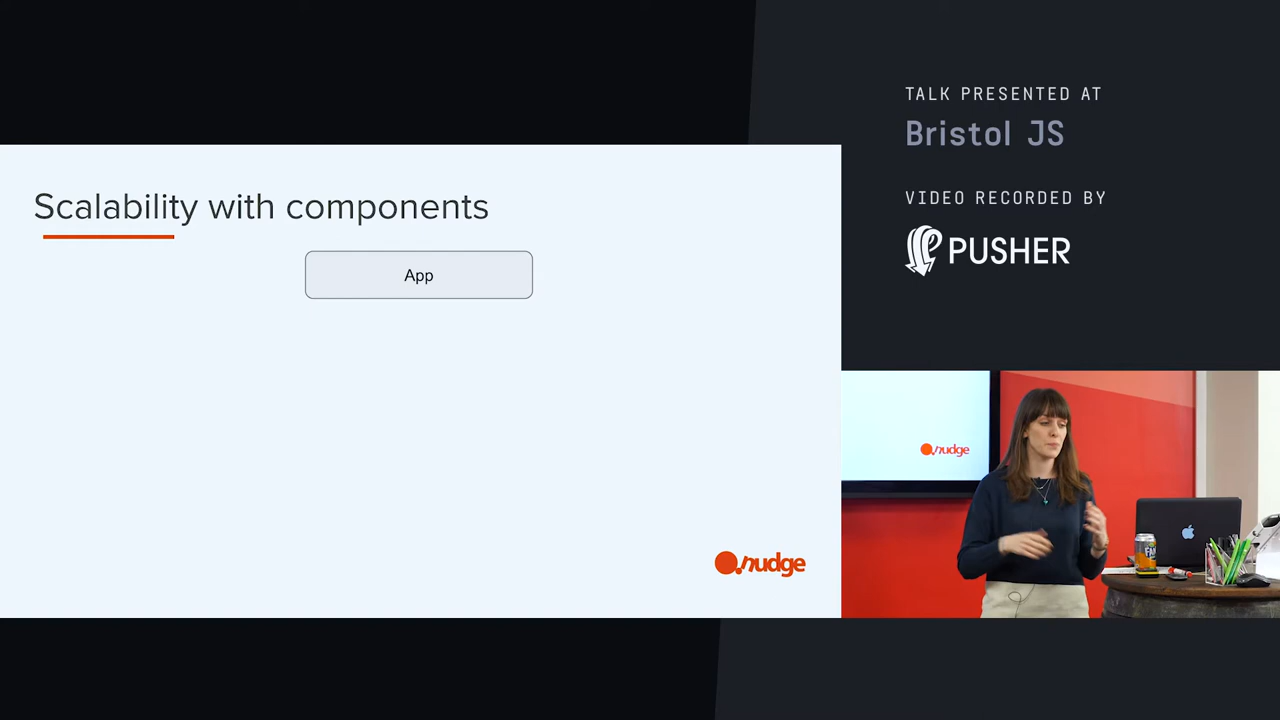 Scalability with components
App
nudge
TALK PRESENTED AT
Bristol JS
VIDEO RECORDED BY
PUSHER
nudge